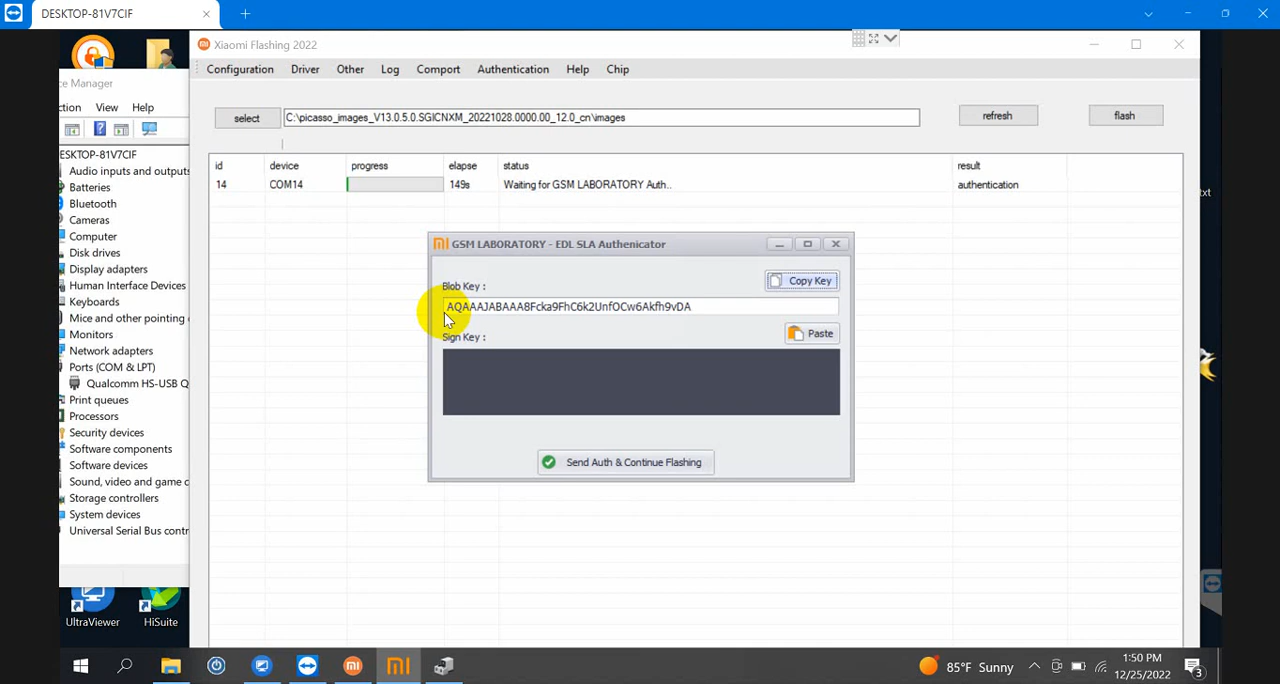 DESKTOP-81V7CIF
Xiaomi Flashing 2022
ce Manager
Configuration Driver Other Log Comport Authentication Help Chip
ction View Help
select C:\picasso_images_V13.0.5.0.SGICNXM_20221028.0000.00_12.0_cn\images refresh flash
ESKTOP-81V7CIF
Audio inputs and outputs
Batteries
Bluetooth
Cameras
Computer
Disk drives
Display adapters
Human Interface Devices
Keyboards
Mice and other pointing
Monitors
Network adapters
Ports (COM & LPT)
Qualcomm HS-USB Q
Print queues
Processors
Security devices
Software components
Software devices
Sound, video and game c
Storage controllers
System devices
Universal Serial Bus contr
id device progress elapse status result
14 COM14 149s Waiting for GSM LABORATORY Auth.. authentication
txt
GSM LABORATORY - EDL SLA Authenicator
Blob Key :
Copy Key
AQAAAJABAAA8Fcka9FhC6k2UnfOCw6Akfh9vDA
Sign Key :
Paste
Send Auth & Continue Flashing
UltraViewer
HiSuite
85°F Sunny
1:50 PM
12/25/2022
3